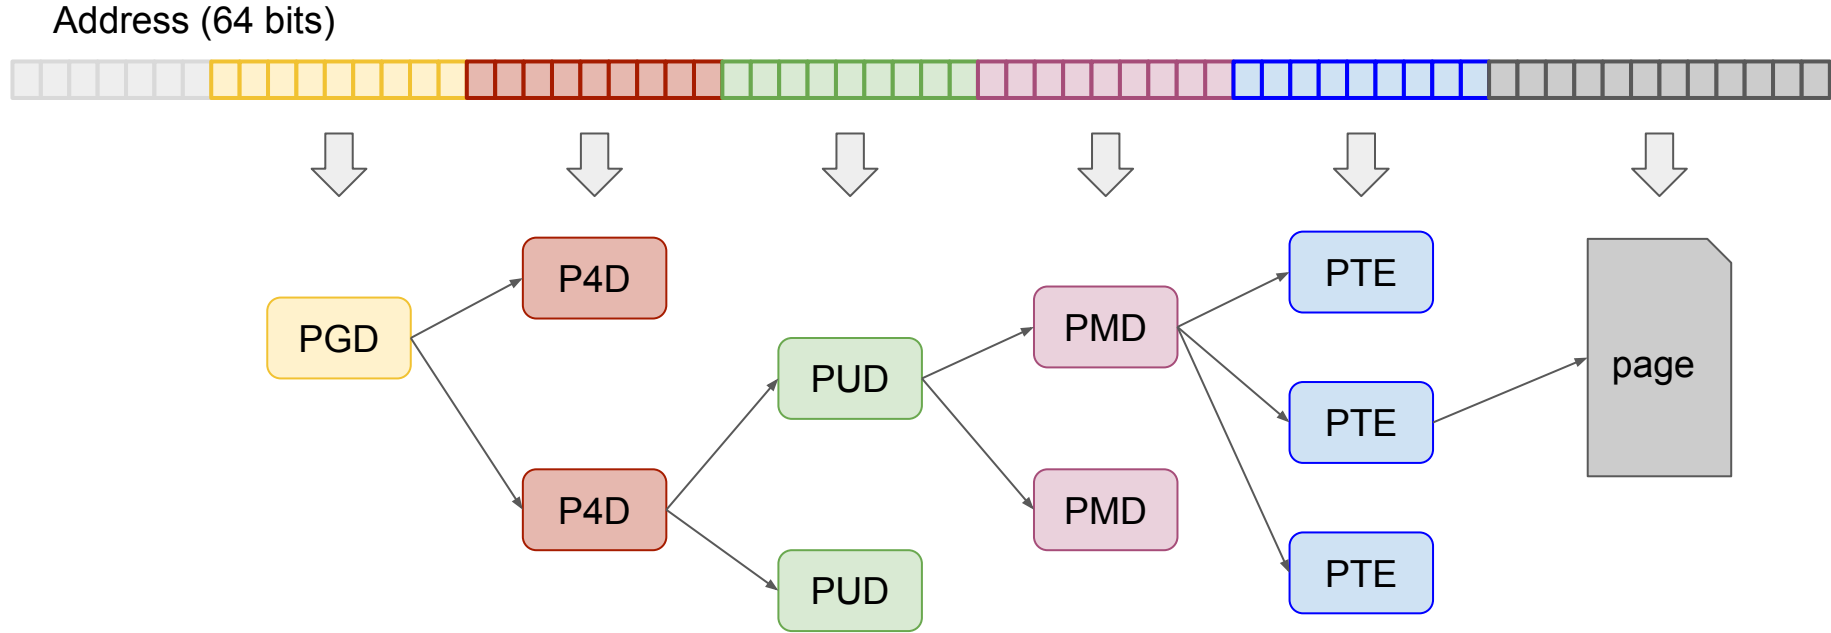 Address (64 bits)
PGD
P4D
P4D
PUD
PUD
PMD
PMD
PTE
PTE
PTE
page